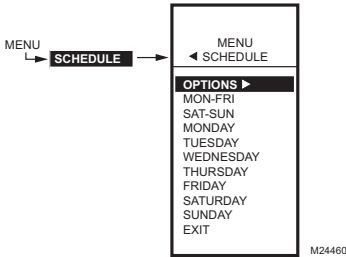 MENU
SCHEDULE
MENU
◄ SCHEDULE
OPTIONS ►
MON-FRI
SAT-SUN
MONDAY
TUESDAY
WEDNESDAY
THURSDAY
FRIDAY
SATURDAY
SUNDAY
EXIT
M24460